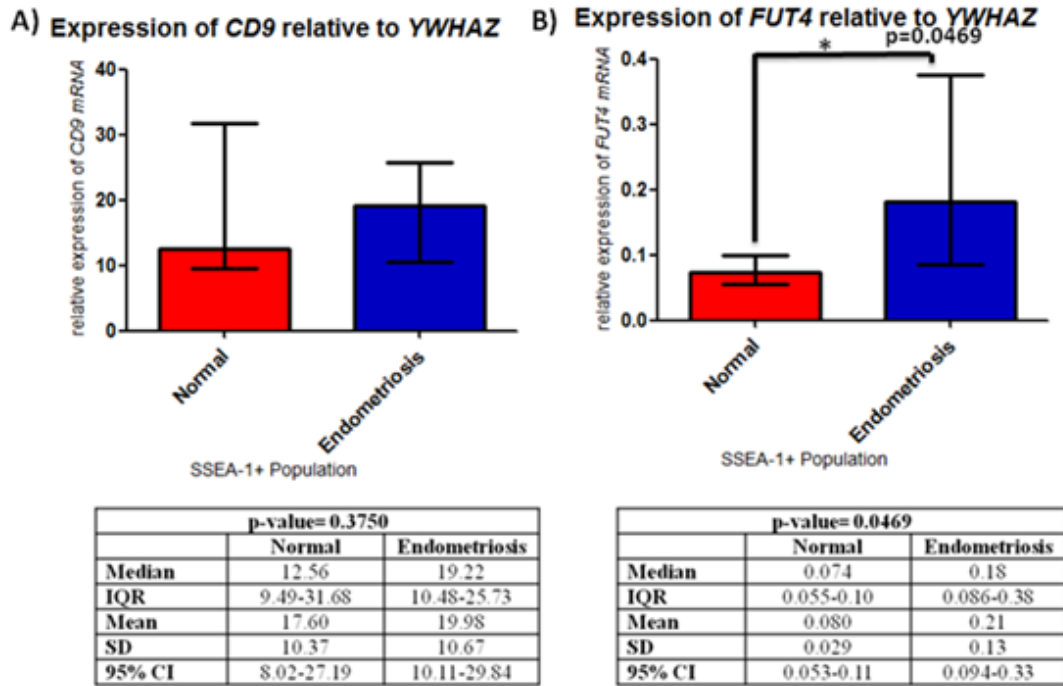 A) Expression of CD9 relative to YWHAZ
relative expression of CD9 mRNA
40
30
20
10
0
Normal
Endometriosis
SSEA-1+ Population
p-value= 0.3750
Normal Endometriosis
Median 12.56 19.22
IQR 9.49-31.68 10.48-25.73
Mean 17.60 19.98
SD 10.37 10.67
95% CI 8.02-27.19 10.11-29.84
B) Expression of FUT4 relative to YWHAZ
* p=0.0469
relative expression of FUT4 mRNA
0.4
0.3
0.2
0.1
0.0
Normal
Endometriosis
SSEA-1+ Population
p-value= 0.0469
Normal Endometriosis
Median 0.074 0.18
IQR 0.055-0.10 0.086-0.38
Mean 0.080 0.21
SD 0.029 0.13
95% CI 0.053-0.11 0.094-0.33